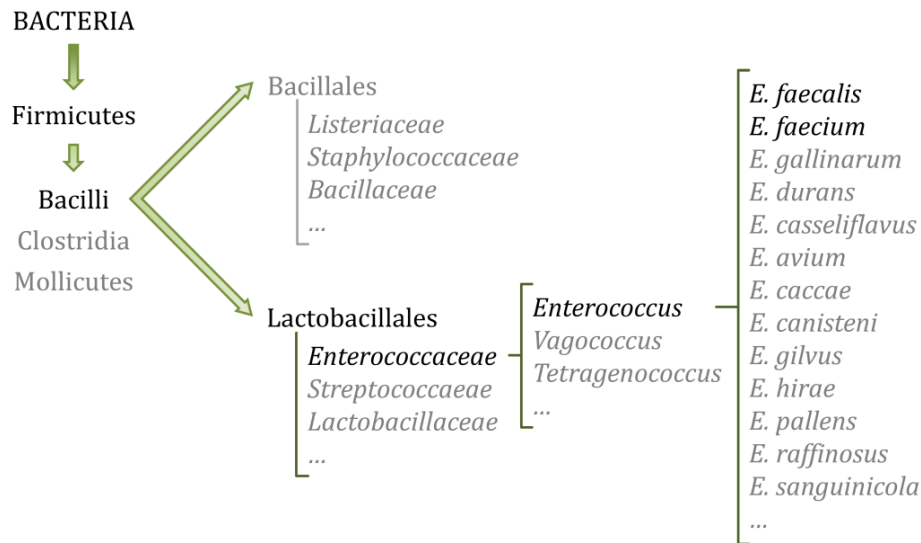 BACTERIA
Firmicutes
Bacilli
Clostridia
Mollicutes
Bacillales
Listeriaceae
Staphylococcaceae
Bacillaceae
...
Lactobacillales
Enterococcaceae
Streptoccaeae
Lactobacillaceae
...
Enterococcus
Vagococcus
Tetragenococcus
...
E. faecalis
E. faecium
E. gallinarum
E. durans
E. casseliflavus
E. avium
E. caccae
E. canisteni
E. gilvus
E. hirae
E. pallens
E. raffinosus
E. sanguinicola
...